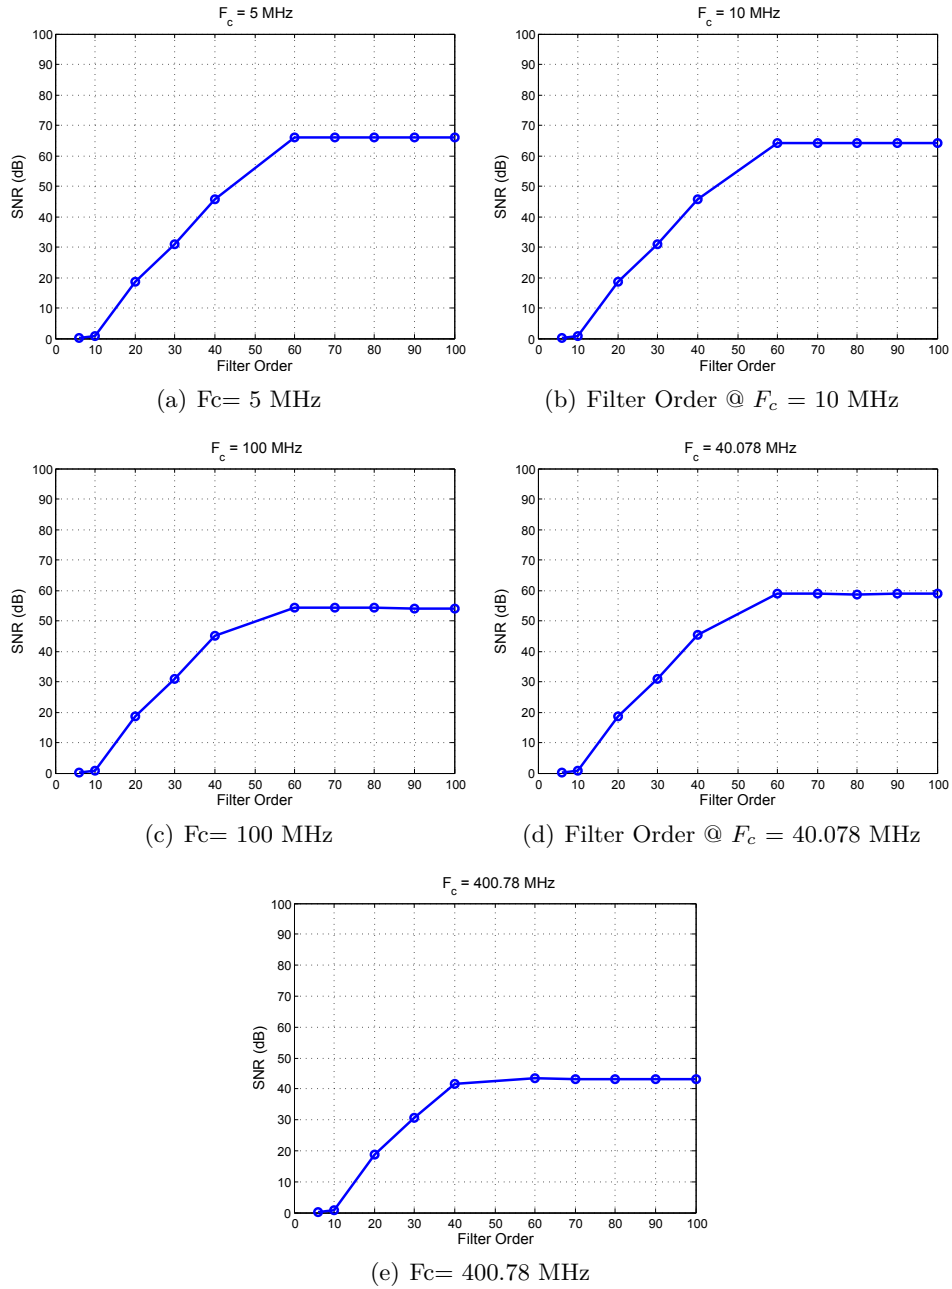 F_c = 5 MHz
100
90
80
70
60
50
40
30
20
10
0
SNR (dB)
0 10 20 30 40 50 60 70 80 90 100
Filter Order
(a) Fc= 5 MHz
F_c = 10 MHz
100
90
80
70
60
50
40
30
20
10
0
SNR (dB)
0 10 20 30 40 50 60 70 80 90 100
Filter Order
(b) Filter Order @ F_c = 10 MHz
F_c = 100 MHz
100
90
80
70
60
50
40
30
20
10
0
SNR (dB)
0 10 20 30 40 50 60 70 80 90 100
Filter Order
(c) Fc= 100 MHz
F_c = 40.078 MHz
100
90
80
70
60
50
40
30
20
10
0
SNR (dB)
0 10 20 30 40 50 60 70 80 90 100
Filter Order
(d) Filter Order @ F_c = 40.078 MHz
F_c = 400.78 MHz
100
90
80
70
60
50
40
30
20
10
0
SNR (dB)
0 10 20 30 40 50 60 70 80 90 100
Filter Order
(e) Fc= 400.78 MHz